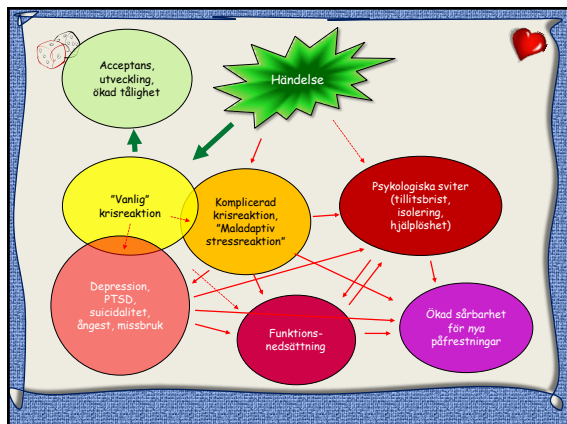 Acceptans,
utveckling,
ökad tålighet
Händelse
”Vanlig”
krisreaktion
Komplicerad
krisreaktion,
”Maladaptiv
stressreaktion”
Psykologiska sviter
(tillitsbrist,
isolering,
hjälplöshet)
Depression,
PTSD,
suicidalitet,
ångest, missbruk
Funktions-
nedsättning
Ökad sårbarhet
för nya
påfrestningar